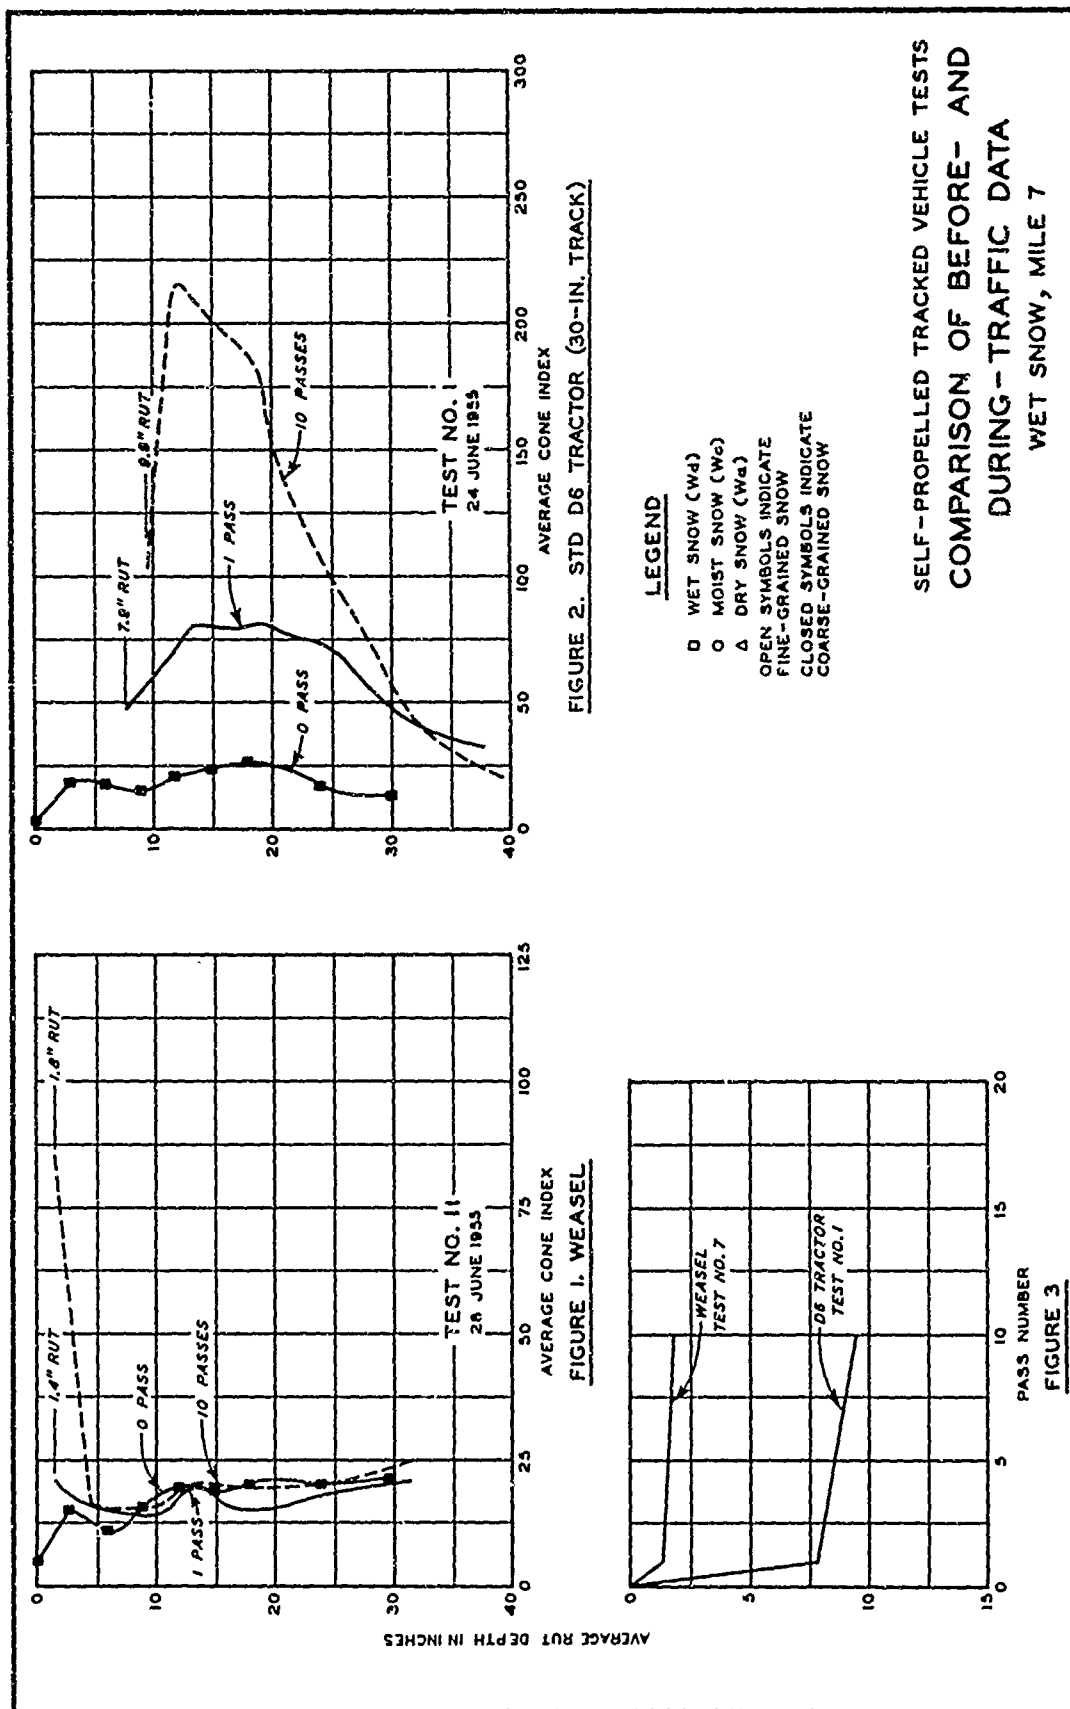 0
10
20
30
40
0
25
50
75
100
125
1.4" RUT
1.8" RUT
0 PASS
10 PASSES
1 PASS
TEST NO. 11
28 JUNE 1955
AVERAGE CONE INDEX
FIGURE 1. WEASEL
0
10
20
30
40
0
50
100
150
200
250
300
7.9" RUT
RUT
1 PASS
0 PASS
10 PASSES
TEST NO. 1
24 JUNE 1955
AVERAGE CONE INDEX
FIGURE 2. STD D6 TRACTOR (30-IN. TRACK)
AVERAGE RUT DEPTH IN INCHES
0
5
10
15
0
5
10
15
20
WEASEL
TEST NO. 7
D6 TRACTOR
TEST NO. 1
PASS NUMBER
FIGURE 3
LEGEND
□ WET SNOW (Wd)
○ MOIST SNOW (Wc)
△ DRY SNOW (Wa)
OPEN SYMBOLS INDICATE
FINE-GRAINED SNOW
CLOSED SYMBOLS INDICATE
COARSE-GRAINED SNOW
SELF-PROPELLED TRACKED VEHICLE TESTS
COMPARISON OF BEFORE- AND
DURING-TRAFFIC DATA
WET SNOW, MILE 7